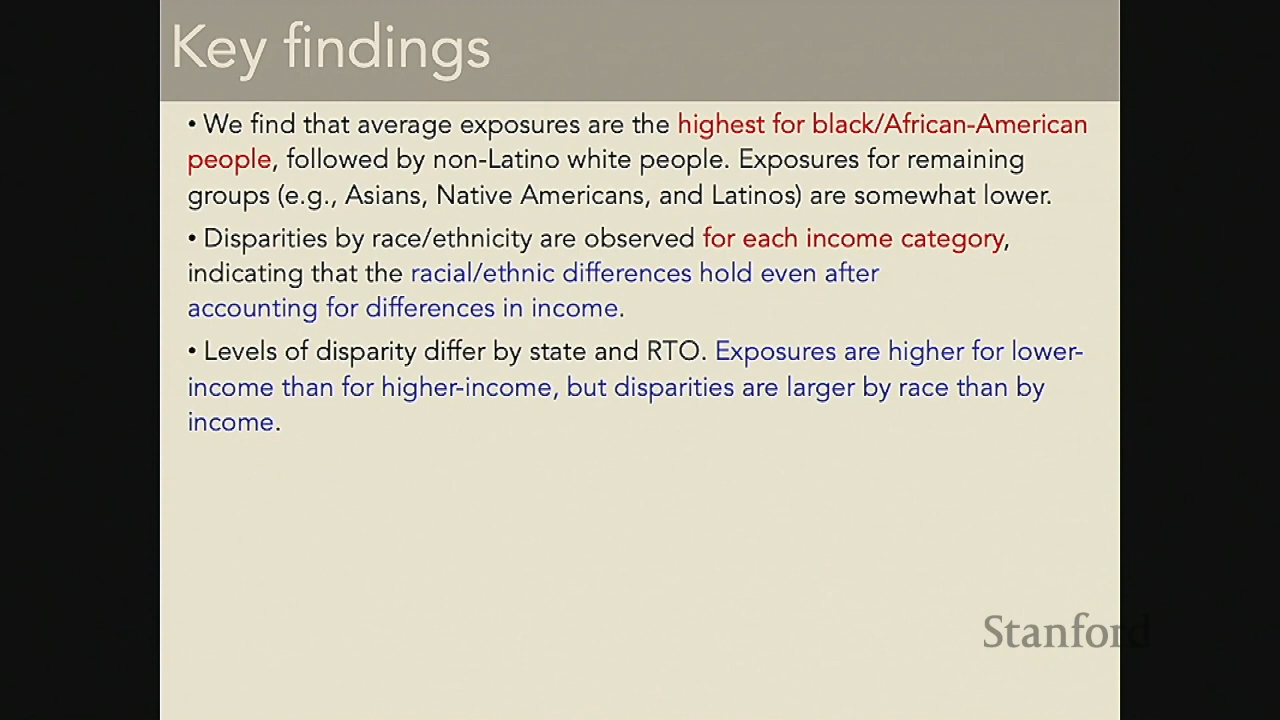 Key findings
• We find that average exposures are the highest for black/African-American
people, followed by non-Latino white people. Exposures for remaining
groups (e.g., Asians, Native Americans, and Latinos) are somewhat lower.
• Disparities by race/ethnicity are observed for each income category,
indicating that the racial/ethnic differences hold even after
accounting for differences in income.
• Levels of disparity differ by state and RTO. Exposures are higher for lower-
income than for higher-income, but disparities are larger by race than by
income.
Stanford